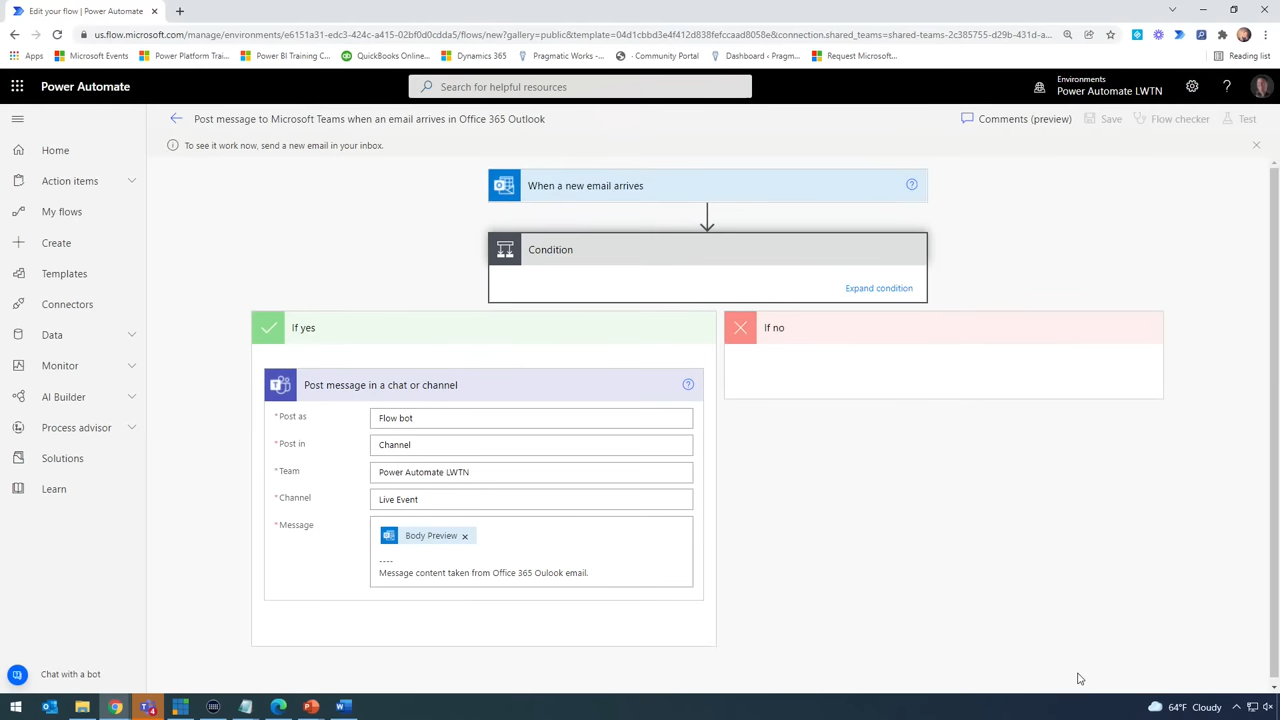 Edit your flow | Power Automate
us.flow.microsoft.com/manage/environments/e6151a31-edc3-424c-a415-02bf0d0cdda5/flows/new?gallery=public&template=04d1cbbd3e4f412d838fefccaad8058e&connection.shared_teams=shared-teams-2c385755-d29b-431d-a...
Apps Microsoft Events Power Platform Trai... Power BI Training C... QuickBooks Online... Dynamics 365 Pragmatic Works -... · Community Portal Dashboard ‹ Pragm... Request Microsoft... Reading list
Power Automate
Search for helpful resources
Environments
Power Automate LWTN
Post message to Microsoft Teams when an email arrives in Office 365 Outlook
Comments (preview) Save Flow checker Test
To see it work now, send a new email in your inbox.
Home
Action items
My flows
Create
Templates
Connectors
Data
Monitor
AI Builder
Process advisor
Solutions
Learn
Chat with a bot
When a new email arrives
Condition
Expand condition
If yes
If no
Post message in a chat or channel
* Post as Flow bot
* Post in Channel
* Team Power Automate LWTN
* Channel Live Event
* Message Body Preview ×
----
Message content taken from Office 365 Oulook email.
4
64°F Cloudy